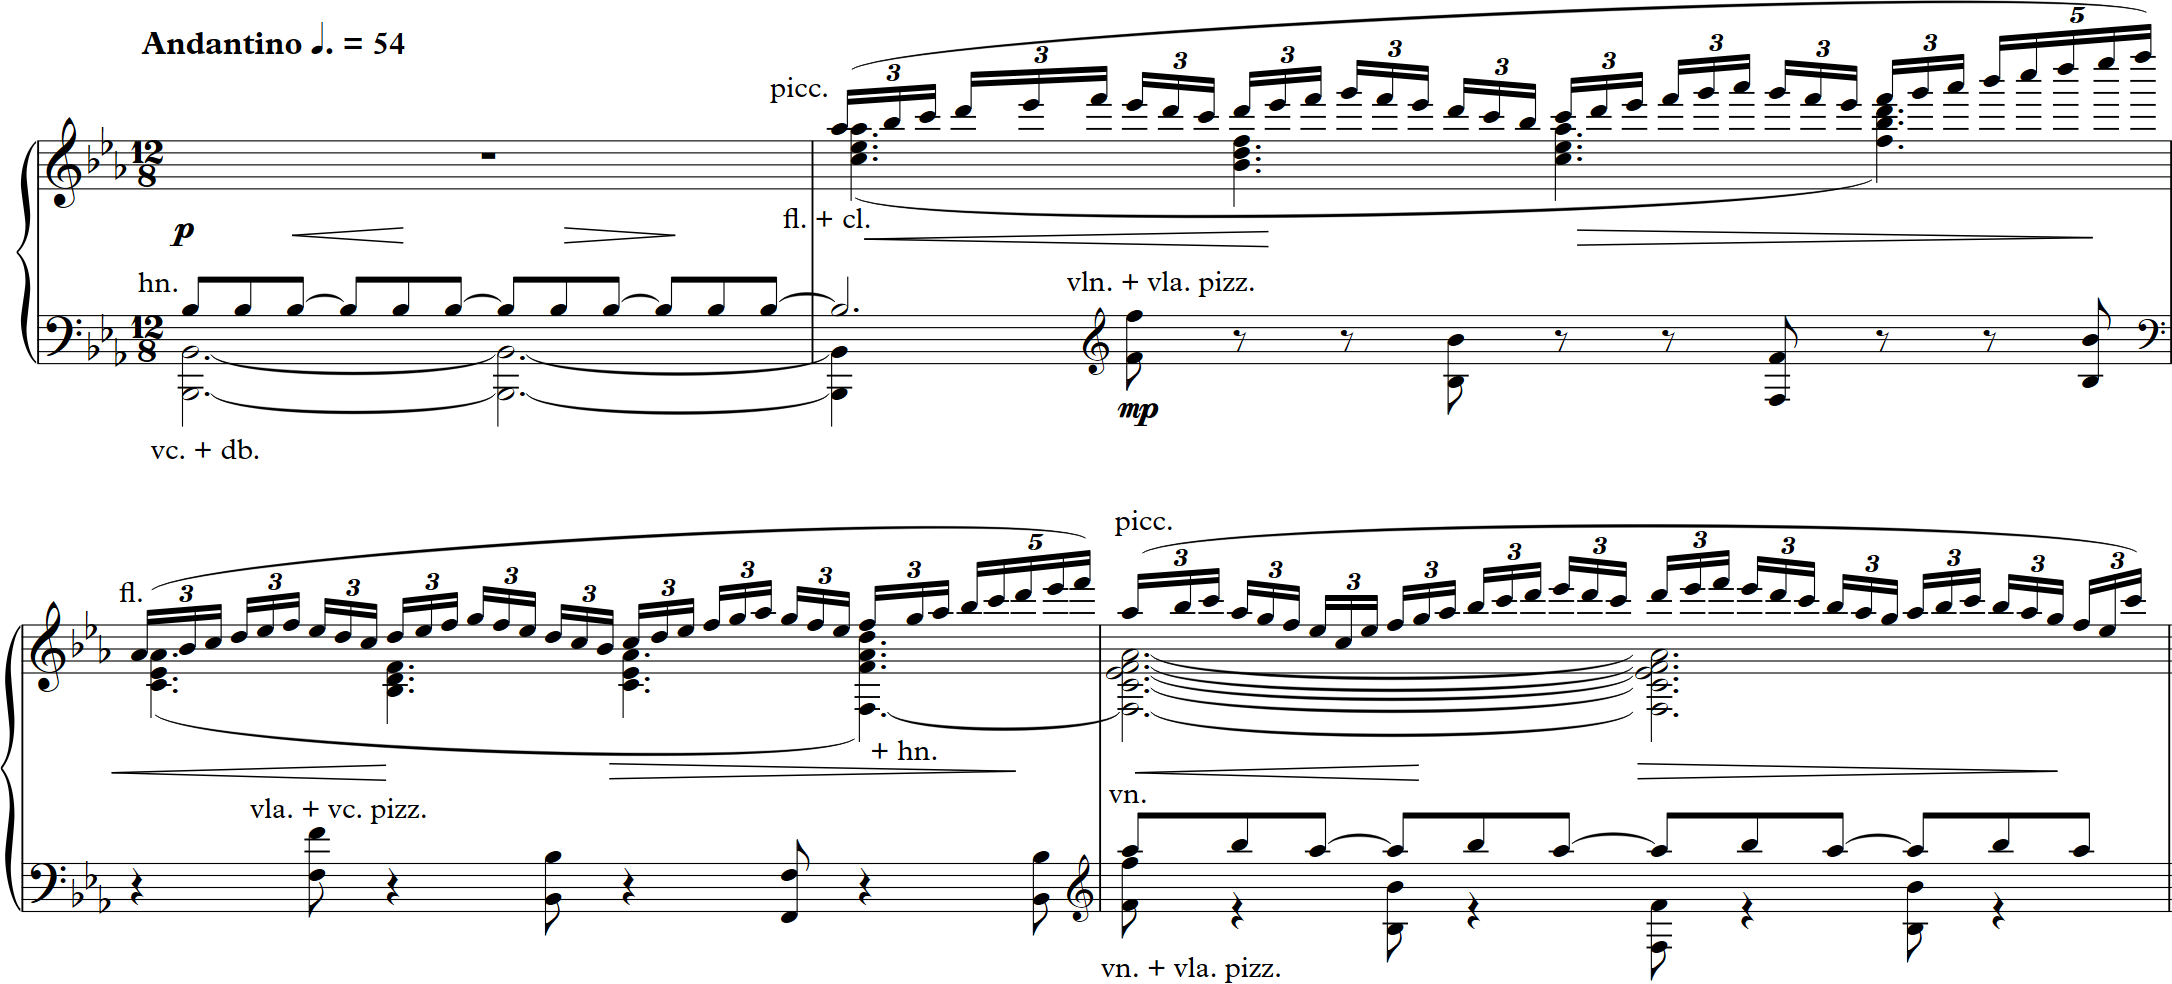 Andantino ♩. = 54
picc.
3 3 3 3 3 3 3 3 3 3 5
12
8
fl. + cl.
p
hn.
vln. + vla. pizz.
12
8
mp
vc. + db.
picc.
fl.
3 3 3 3 3 3 3 3 3 3 5 3 3 3 3 3 3 3 3 3 3 3 3
+ hn.
vla. + vc. pizz.
vn.
vn. + vla. pizz.